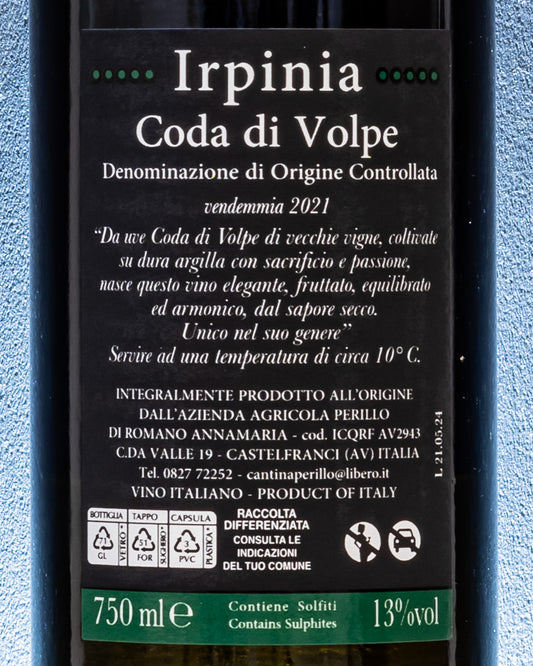 Irpinia
Coda di Volpe
Denominazione di Origine Controllata
vendemmia 2021
“Da uve Coda di Volpe di vecchie vigne, coltivate
su dura argilla con sacrificio e passione,
nasce questo vino elegante, fruttato, equilibrato
ed armonico, dal sapore secco.
Unico nel suo genere”
Servire ad una temperatura di circa 10° C.
INTEGRALMENTE PRODOTTO ALL'ORIGINE
DALL'AZIENDA AGRICOLA PERILLO
DI ROMANO ANNAMARIA - cod. ICQRF AV2943
C.DA VALLE 19 - CASTELFRANCI (AV) ITALIA
Tel. 0827 72252 - cantinaperillo@libero.it
VINO ITALIANO - PRODUCT OF ITALY
L 21.05.24
BOTTIGLIA
71
GL
VETRO
TAPPO
51
FOR
SUGHERO
CAPSULA
3
PVC
PLASTICA
RACCOLTA
DIFFERENZIATA
CONSULTA LE
INDICAZIONI
DEL TUO COMUNE
750 ml e
Contiene Solfiti
Contains Sulphites
13%vol